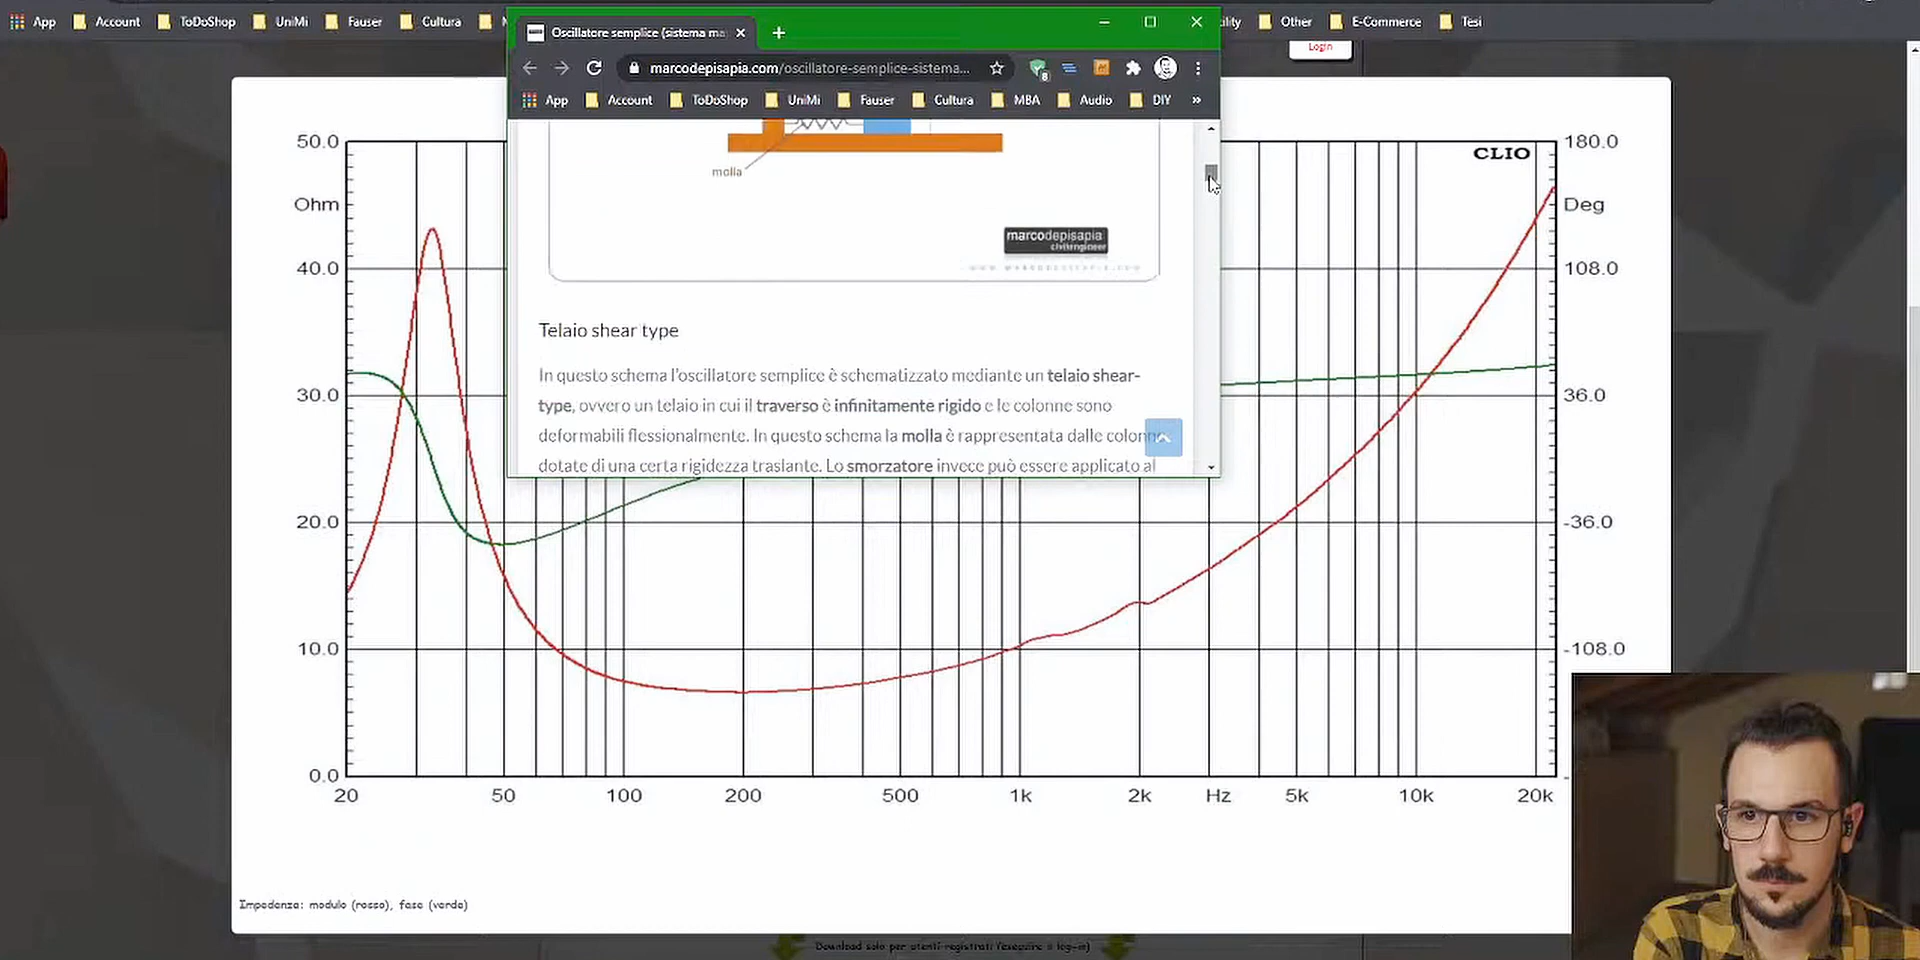 App Account ToDoShop UniMi Fauser Cultura Other E-Commerce Tesi
Login
Oscillatore semplice (sistema ma
marcodepisapia.com/oscillatore-semplice-sistema...
8
App Account ToDoShop UniMi Fauser Cultura MBA Audio DIY »
molla
marcodepisapia
civilengineer
WWW.MARCODEPISAPIA.COM
Telaio shear type
In questo schema l'oscillatore semplice è schematizzato mediante un telaio shear-
type, ovvero un telaio in cui il traverso è infinitamente rigido e le colonne sono
deformabili flessionalmente. In questo schema la molla è rappresentata dalle colonne
dotate di una certa rigidezza traslante. Lo smorzatore invece può essere applicato al
50.0 180.0
CLIO
Ohm Deg
40.0 108.0
30.0 36.0
20.0 -36.0
10.0 -108.0
0.0
20 50 100 200 500 1k 2k Hz 5k 10k 20k
Impedenza: modulo (rosso), fase (verde)
Download solo per utenti registrati (eseguire il log-in)